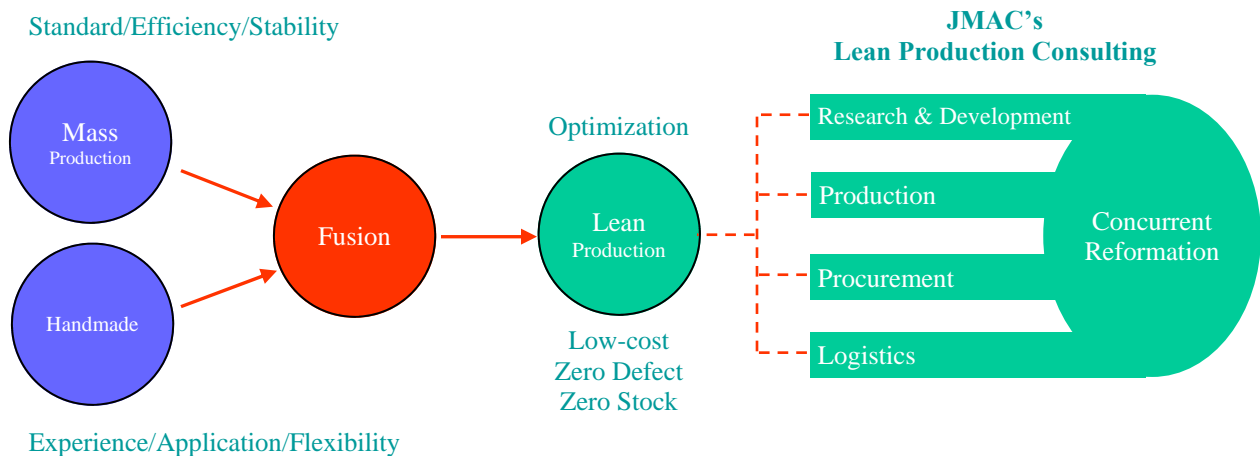 Standard/Efficiency/Stability
Mass
Production
Handmade
Experience/Application/Flexibility
Fusion
Optimization
Lean
Production
Low-cost
Zero Defect
Zero Stock
JMAC's
Lean Production Consulting
Research & Development
Production
Procurement
Logistics
Concurrent
Reformation